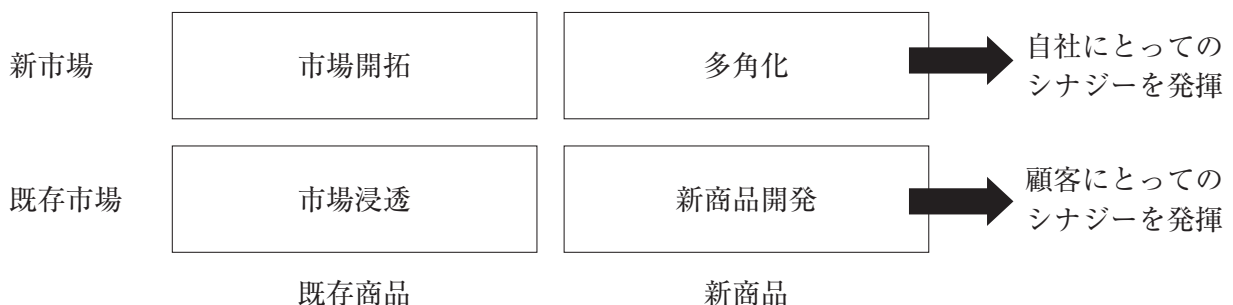 新市場
市場開拓
多角化
自社にとっての
シナジーを発揮
既存市場
市場浸透
新商品開発
顧客にとっての
シナジーを発揮
既存商品
新商品